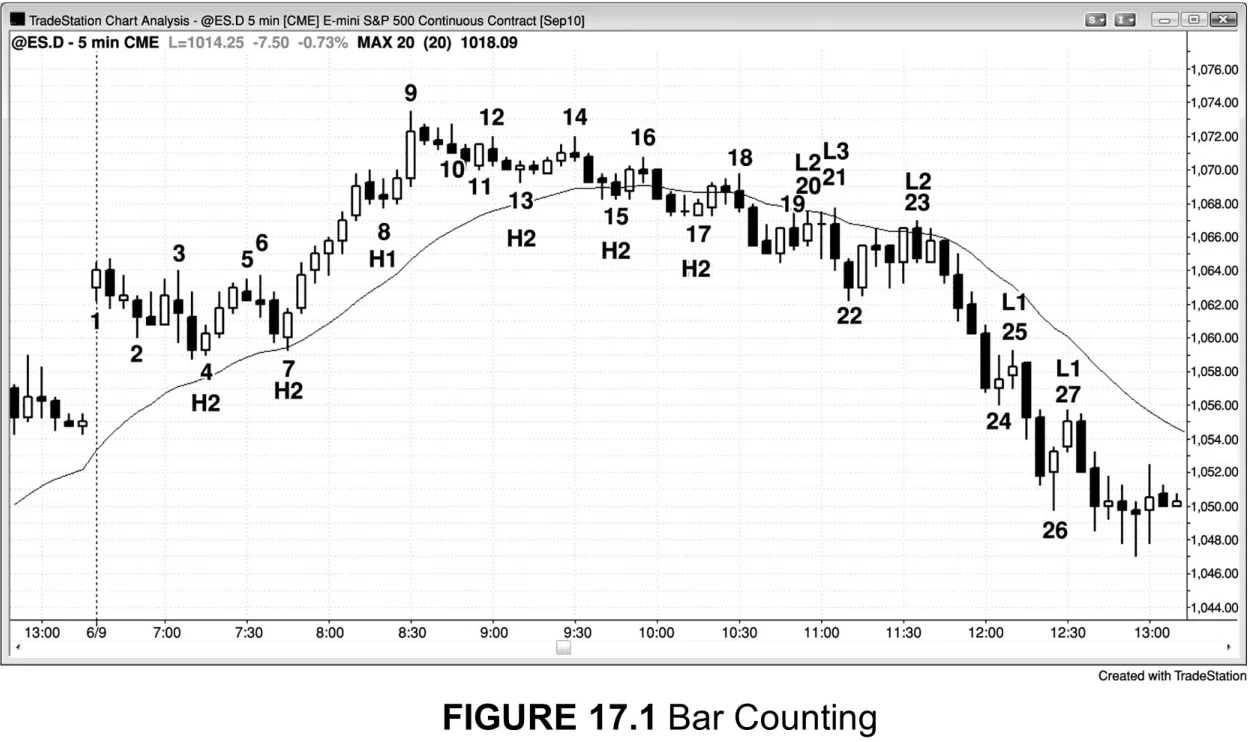 TradeStation Chart Analysis - @ES.D 5 min [CME] E-mini S&P 500 Continuous Contract [Sep10]
@ES.D - 5 min CME L=1014.25 -7.50 -0.73% MAX 20 (20) 1018.09
1,076.00
1,074.00
1,072.00
1,070.00
1,068.00
1,066.00
1,064.00
1,062.00
1,060.00
1,058.00
1,056.00
1,054.00
1,052.00
1,050.00
1,048.00
1,046.00
1,044.00
1
2
3
4
H2
5
6
7
H2
8
H1
9
10
11
12
13
H2
14
15
H2
16
17
H2
18
19
L2
20
L3
21
22
L2
23
24
L1
25
26
L1
27
13:00 6/9 7:00 7:30 8:00 8:30 9:00 9:30 10:00 10:30 11:00 11:30 12:00 12:30 13:00
Created with TradeStation
FIGURE 17.1 Bar Counting